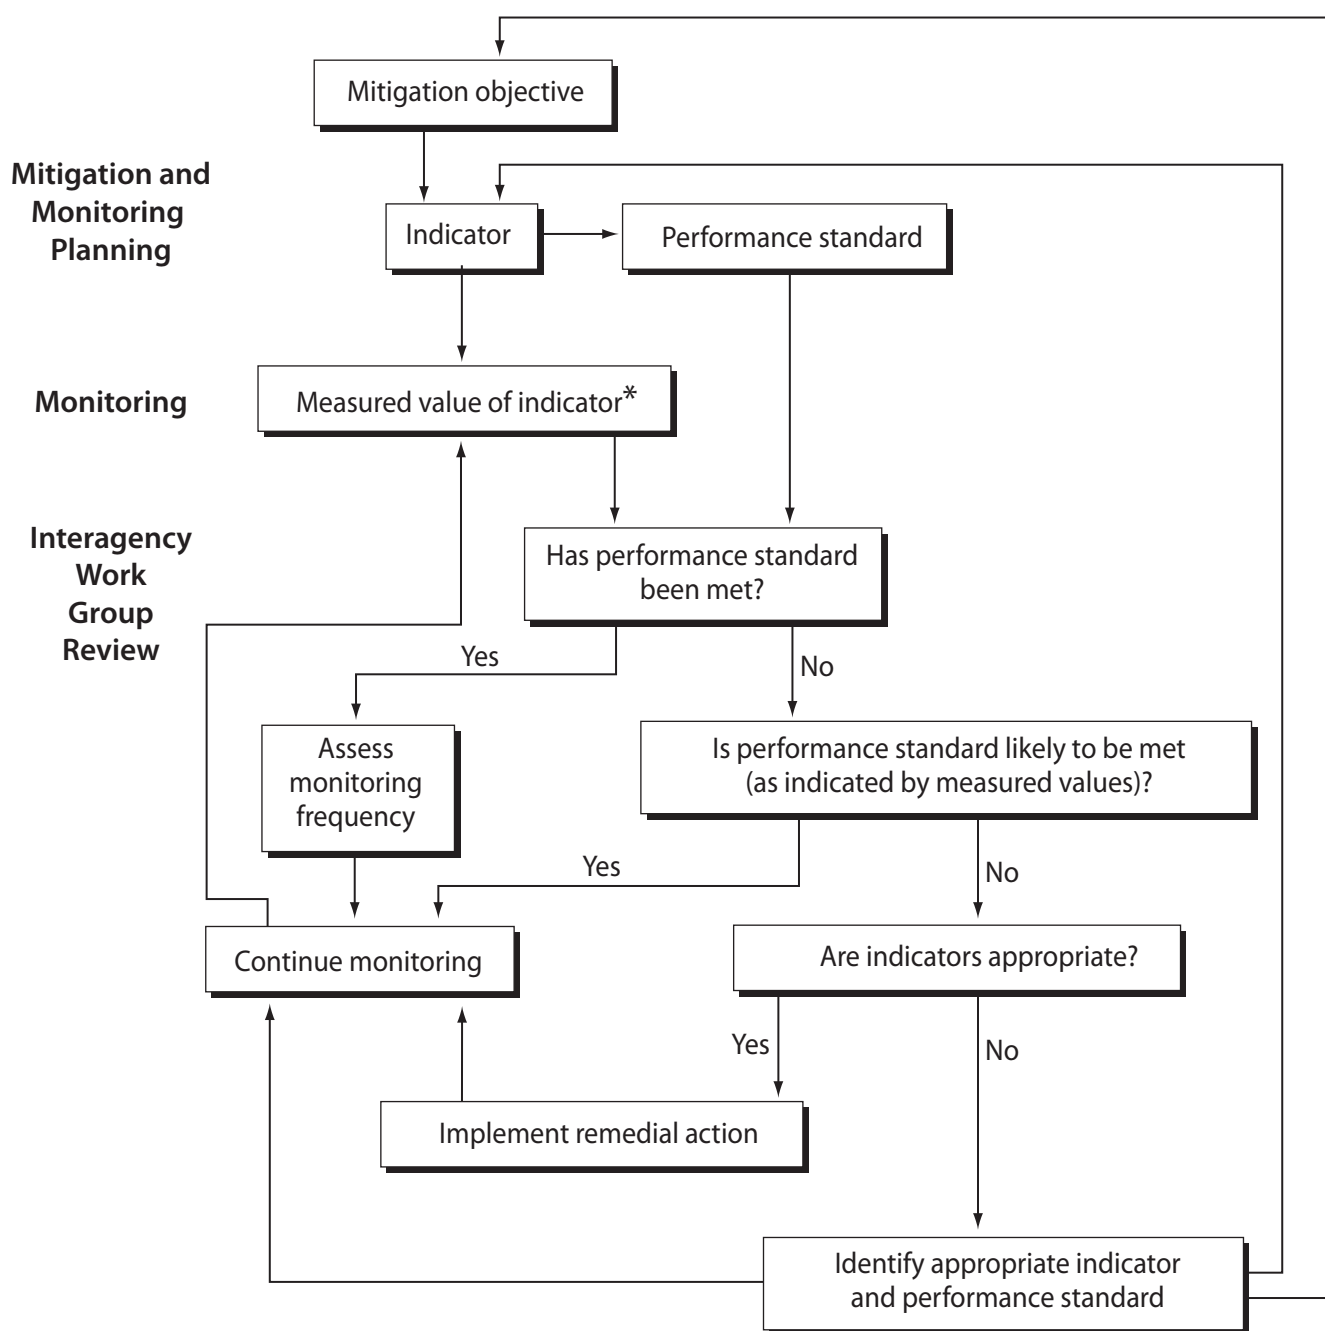 Mitigation objective
Mitigation and
Monitoring
Planning
Indicator
Performance standard
Monitoring
Measured value of indicator*
Interagency
Work
Group
Review
Has performance standard
been met?
Yes
No
Assess
monitoring
frequency
Is performance standard likely to be met
(as indicated by measured values)?
Yes
No
Continue monitoring
Are indicators appropriate?
Yes
No
Implement remedial action
Identify appropriate indicator
and performance standard